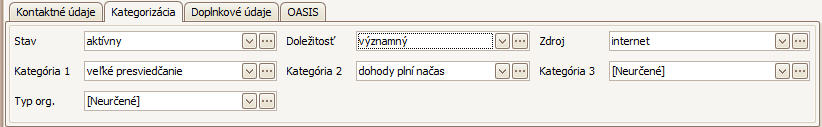 Kontaktné údaje Kategorizácia Doplnkové údaje OASIS
Stav aktívny Doležitosť významný Zdroj internet
Kategória 1 veľké presviedčanie Kategória 2 dohody plní načas Kategória 3 [Neurčené]
Typ org. [Neurčené]